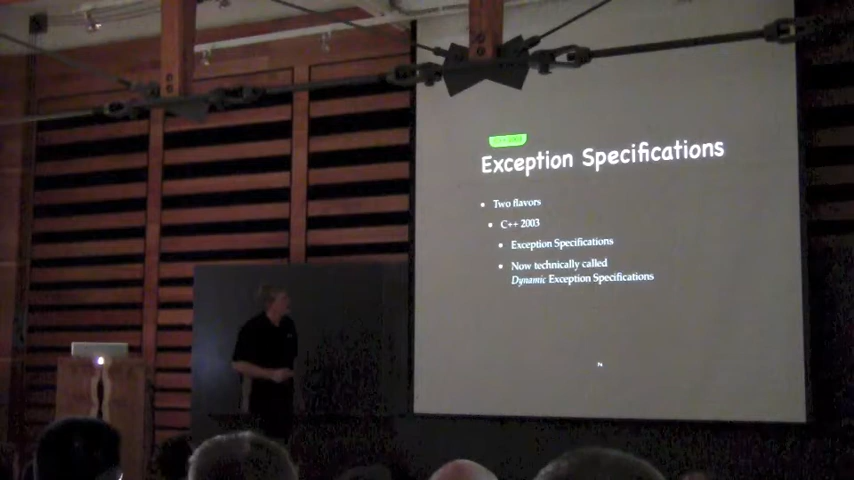 Exception Specifications
Two flavors
C++ 2003
Exception Specifications
Now technically called
Dynamic Exception Specifications